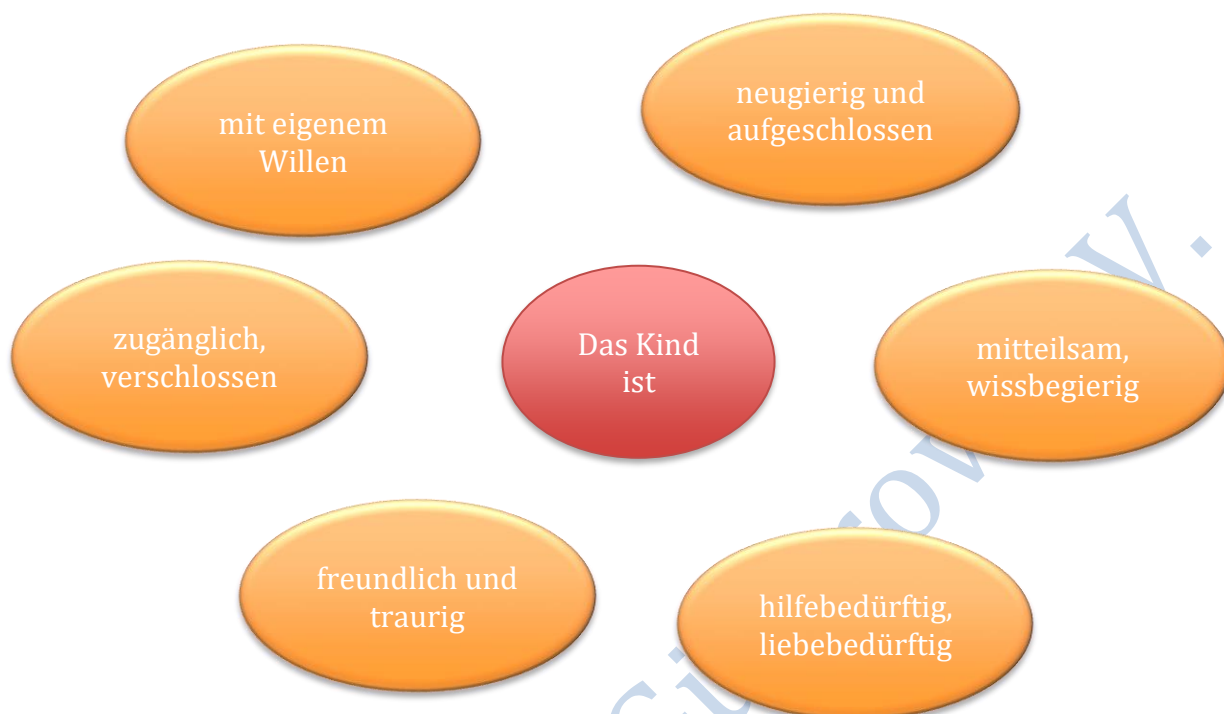 mit eigenem
Willen
neugierig und
aufgeschlossen
zugänglich,
verschlossen
Das Kind
ist
mitteilsam,
wissbegierig
freundlich und
traurig
hilfebedürftig,
liebebedürftig
V.